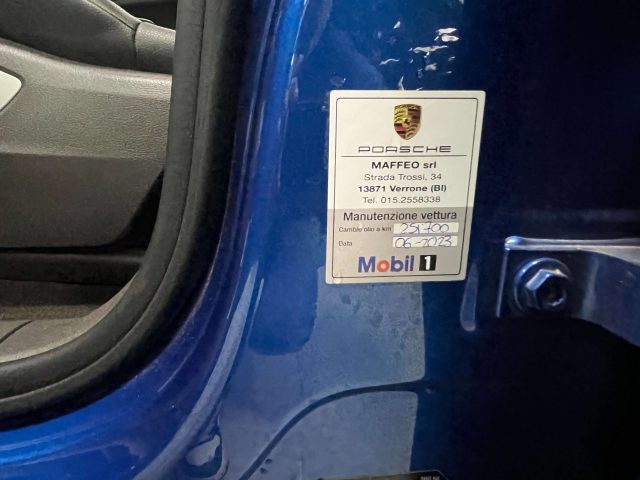 PORSCHE
MAFFEO srl
Strada Trossi, 34
13871 Verrone (BI)
Tel. 015.2558338
Manutenzione vettura
Cambio olio a km 251700
Data 06-2023
Mobil 1